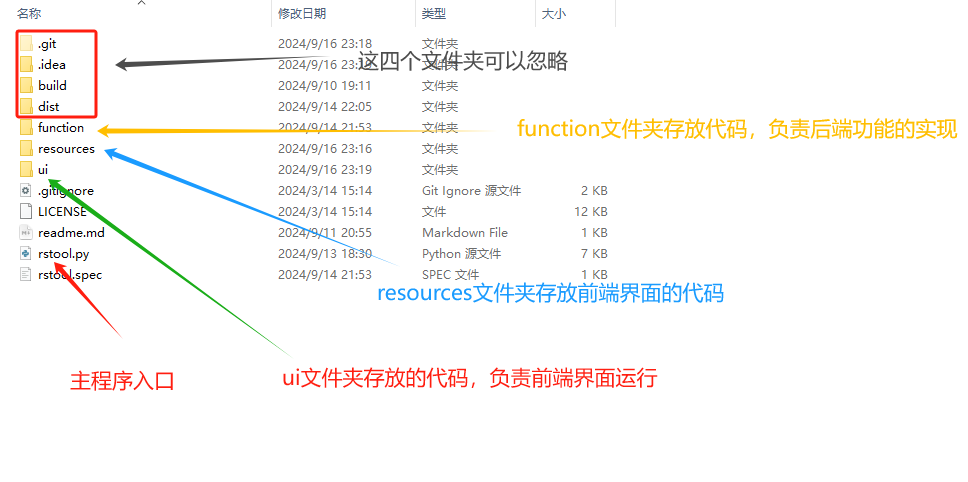 名称 修改日期 类型 大小
.git 2024/9/16 23:18 文件夹
.idea 2024/9/16 23:19 文件夹
这四个文件夹可以忽略
build 2024/9/10 19:11 文件夹
dist 2024/9/14 22:05 文件夹
function 2024/9/14 21:53 文件夹
function文件夹存放代码，负责后端功能的实现
resources 2024/9/16 23:16 文件夹
ui 2024/9/16 23:19 文件夹
.gitignore 2024/3/14 15:14 Git Ignore 源文件 2 KB
LICENSE 2024/3/14 15:14 文件 12 KB
readme.md 2024/9/11 20:55 Markdown File 1 KB
rstool.py 2024/9/13 18:30 Python 源文件 7 KB
rstool.spec 2024/9/14 21:53 SPEC 文件 1 KB
resources文件夹存放前端界面的代码
主程序入口
ui文件夹存放的代码，负责前端界面运行